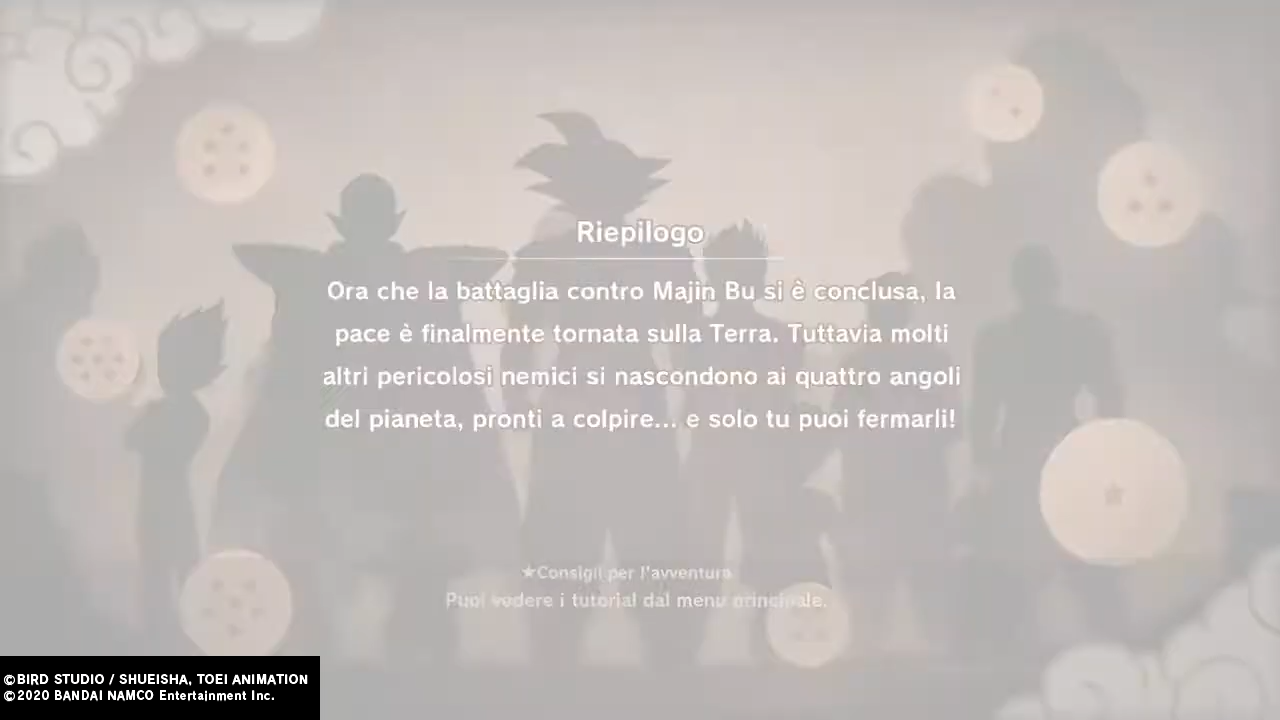 Riepilogo
Ora che la battaglia contro Majin Bu si è conclusa, la
pace è finalmente tornata sulla Terra. Tuttavia molti
altri pericolosi nemici si nascondono ai quattro angoli
del pianeta, pronti a colpire... e solo tu puoi fermarli!
★Consigli per l'avventura
Puoi vedere i tutorial dal menu principale.
©BIRD STUDIO / SHUEISHA, TOEI ANIMATION
©2020 BANDAI NAMCO Entertainment Inc.